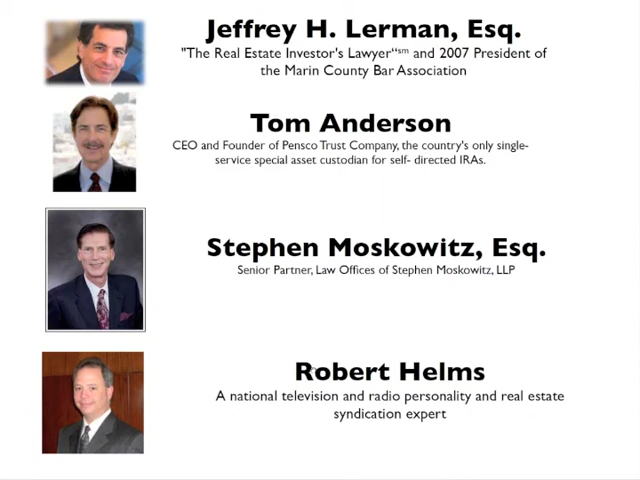 Jeffrey H. Lerman, Esq.
"The Real Estate Investor's Lawyer“sm and 2007 President of
the Marin County Bar Association
Tom Anderson
CEO and Founder of Pensco Trust Company, the country's only single-
service special asset custodian for self- directed IRAs.
Stephen Moskowitz, Esq.
Senior Partner, Law Offices of Stephen Moskowitz, LLP
Robert Helms
A national television and radio personality and real estate
syndication expert